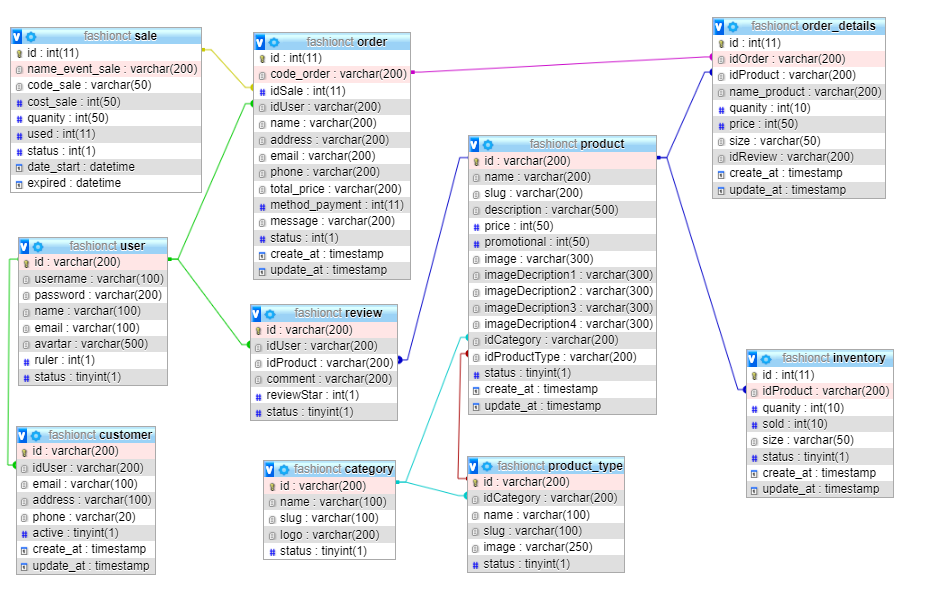 fashionct sale
id : int(11)
name_event_sale : varchar(200)
code_sale : varchar(50)
cost_sale : int(50)
quanity : int(50)
used : int(11)
status : int(1)
date_start : datetime
expired : datetime
fashionct order
id : int(11)
code_order : varchar(200)
idSale : int(11)
idUser : varchar(200)
name : varchar(200)
address : varchar(200)
email : varchar(200)
phone : varchar(200)
total_price : varchar(200)
method_payment : int(11)
message : varchar(200)
status : int(1)
create_at : timestamp
update_at : timestamp
fashionct order_details
id : int(11)
idOrder : varchar(200)
idProduct : varchar(200)
name_product : varchar(200)
quanity : int(10)
price : int(50)
size : varchar(50)
idReview : varchar(200)
create_at : timestamp
update_at : timestamp
fashionct product
id : varchar(200)
name : varchar(200)
slug : varchar(200)
description : varchar(500)
price : int(50)
promotional : int(50)
image : varchar(300)
imageDecription1 : varchar(300)
imageDecription2 : varchar(300)
imageDecription3 : varchar(300)
imageDecription4 : varchar(300)
idCategory : varchar(200)
idProductType : varchar(200)
status : tinyint(1)
create_at : timestamp
update_at : timestamp
fashionct user
id : varchar(200)
username : varchar(100)
password : varchar(200)
name : varchar(100)
email : varchar(100)
avartar : varchar(500)
ruler : int(1)
status : tinyint(1)
fashionct review
id : varchar(200)
idUser : varchar(200)
idProduct : varchar(200)
comment : varchar(200)
reviewStar : int(1)
status : tinyint(1)
fashionct inventory
id : int(11)
idProduct : varchar(200)
quanity : int(10)
sold : int(10)
size : varchar(50)
status : tinyint(1)
create_at : timestamp
update_at : timestamp
fashionct customer
id : varchar(200)
idUser : varchar(200)
email : varchar(100)
address : varchar(100)
phone : varchar(20)
active : tinyint(1)
create_at : timestamp
update_at : timestamp
fashionct category
id : varchar(200)
name : varchar(100)
slug : varchar(100)
logo : varchar(200)
status : tinyint(1)
fashionct product_type
id : varchar(200)
idCategory : varchar(200)
name : varchar(100)
slug : varchar(100)
image : varchar(250)
status : tinyint(1)